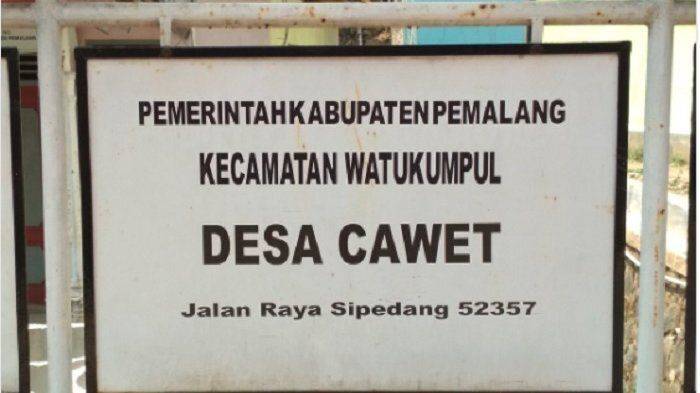 PEMERINTAH KABUPATEN PEMALANG
KECAMATAN WATUKUMPUL
DESA CAWET
Jalan Raya Sipedang 52357